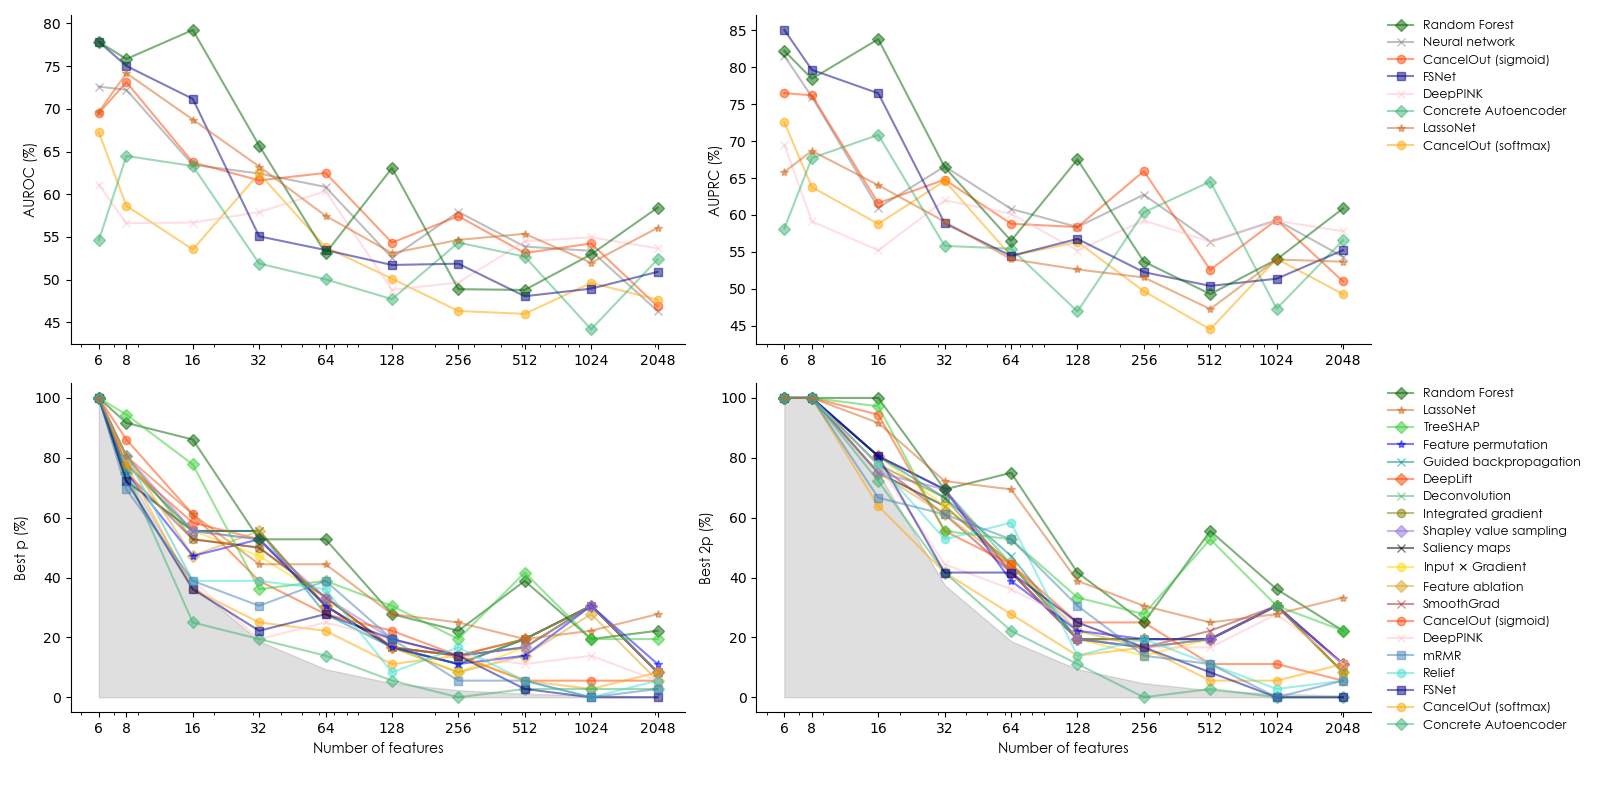 AUROC (%)
80
75
70
65
60
55
50
45
6 8 16 32 64 128 256 512 1024 2048
AUPRC (%)
85
80
75
70
65
60
55
50
45
6 8 16 32 64 128 256 512 1024 2048
Random Forest
Neural network
CancelOut (sigmoid)
FSNet
DeepPINK
Concrete Autoencoder
LassoNet
CancelOut (softmax)
Best p (%)
100
80
60
40
20
0
6 8 16 32 64 128 256 512 1024 2048
Number of features
Best 2p (%)
100
80
60
40
20
0
6 8 16 32 64 128 256 512 1024 2048
Number of features
Random Forest
LassoNet
TreeSHAP
Feature permutation
Guided backpropagation
DeepLift
Deconvolution
Integrated gradient
Shapley value sampling
Saliency maps
Input × Gradient
Feature ablation
SmoothGrad
CancelOut (sigmoid)
DeepPINK
mRMR
Relief
FSNet
CancelOut (softmax)
Concrete Autoencoder